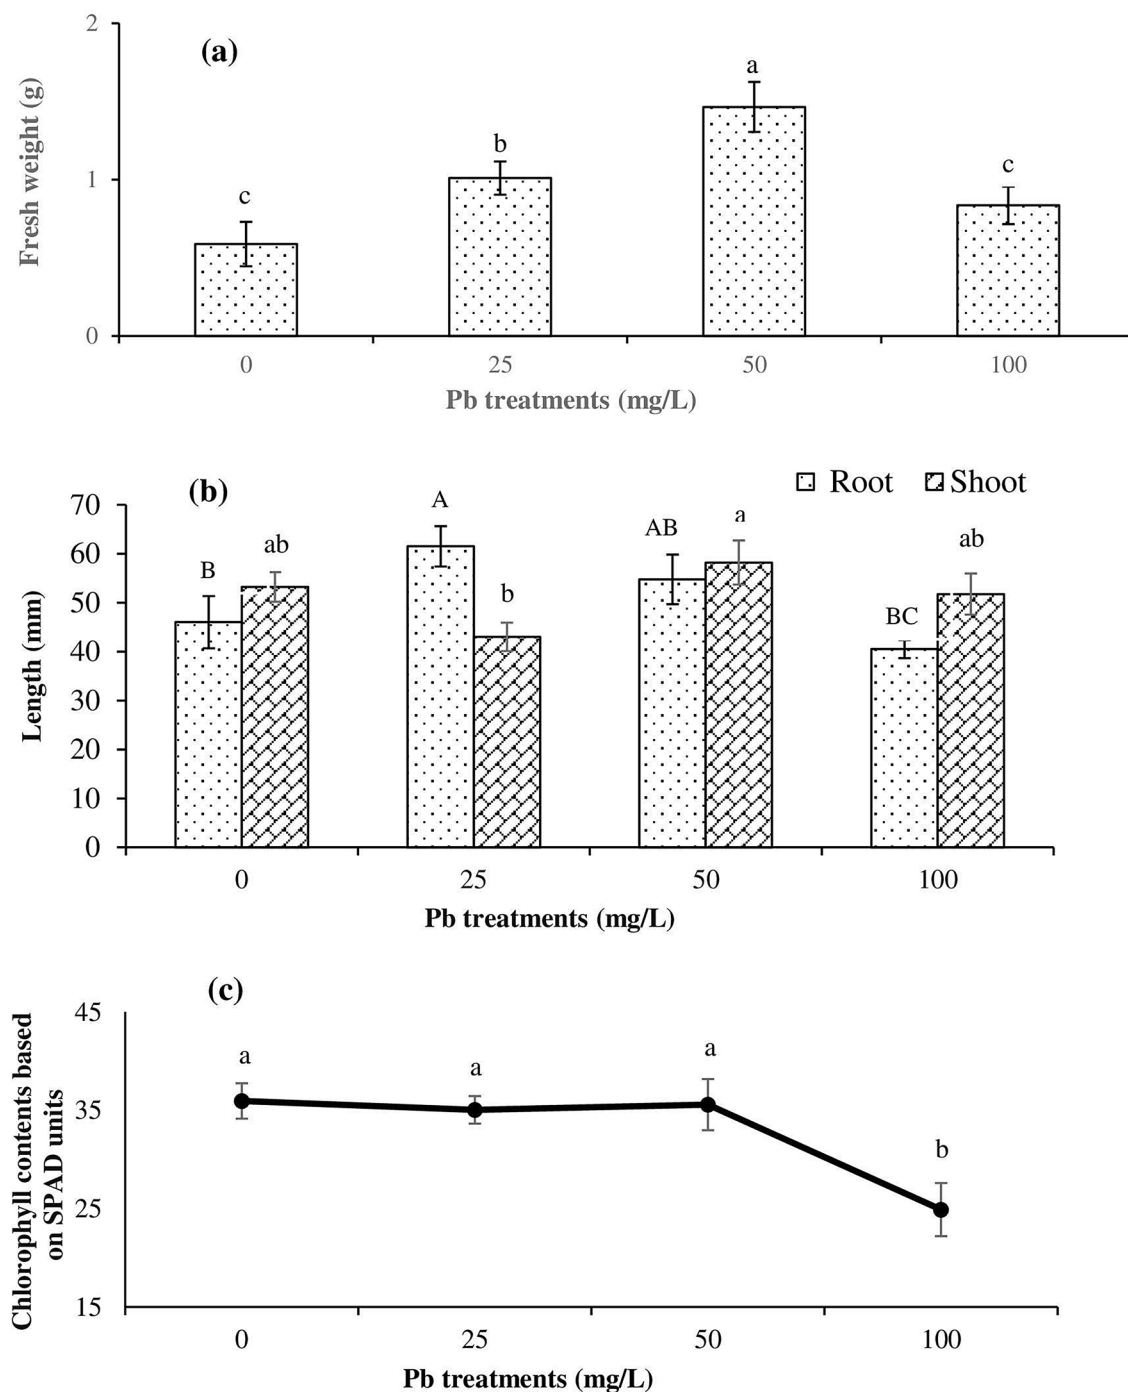 (a)
Fresh weight (g)
2
1
0
c
b
a
c
0 25 50 100
Pb treatments (mg/L)
(b)
Root Shoot
Length (mm)
70
60
50
40
30
20
10
0
B
ab
A
b
AB
a
BC
ab
0 25 50 100
Pb treatments (mg/L)
(c)
Chlorophyll contents based
on SPAD units
45
35
25
15
a
a
a
b
0 25 50 100
Pb treatments (mg/L)